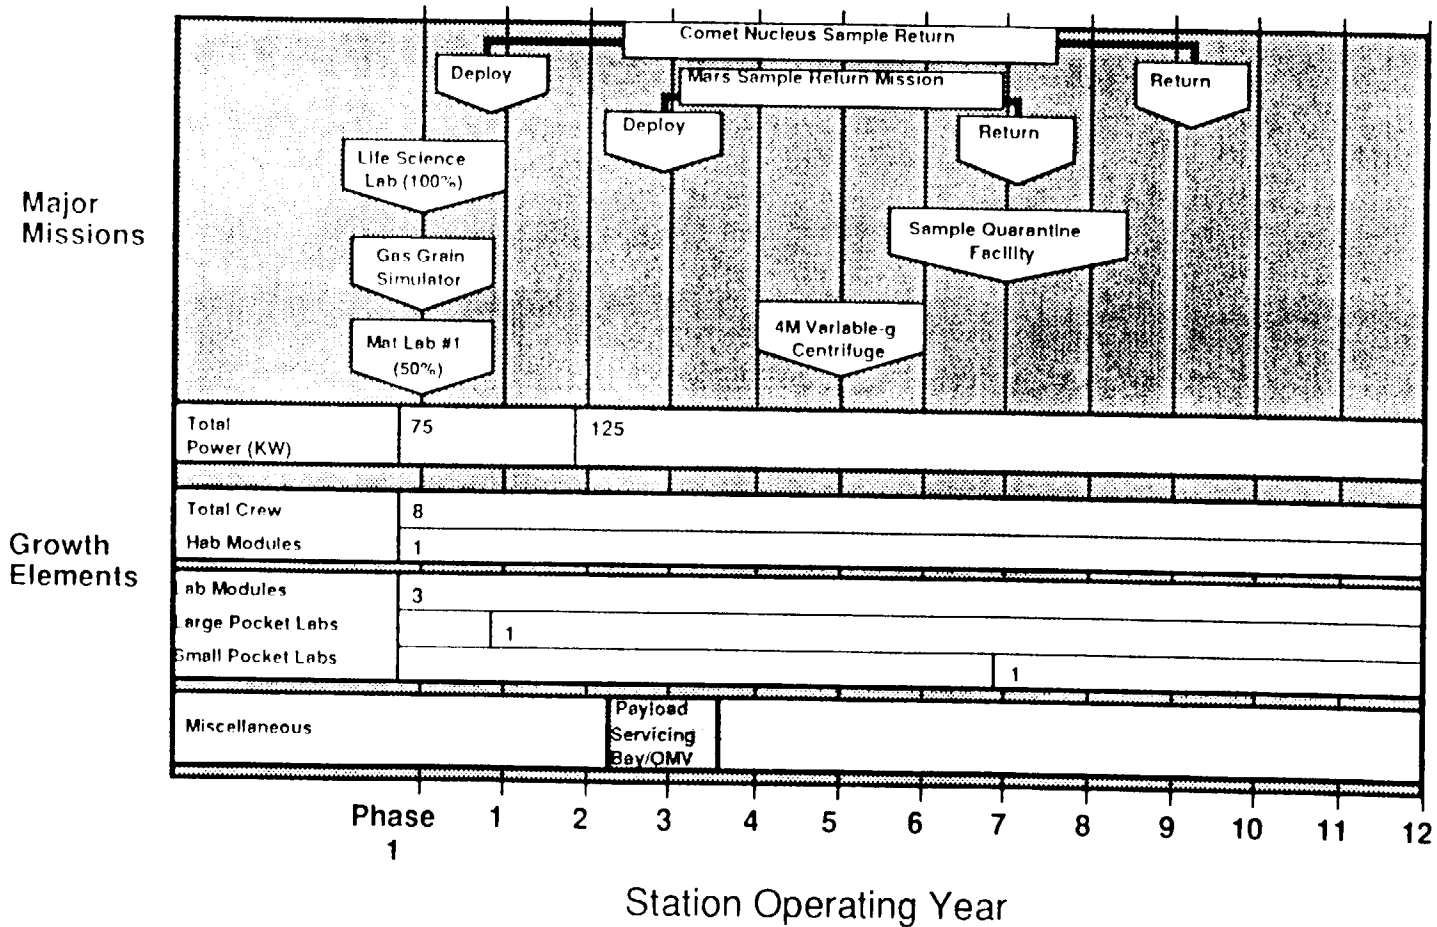 Comet Nucleus Sample Return
Deploy
Return
Mars Sample Return Mission
Deploy
Return
Life Science
Lab (100%)
Major
Missions
Sample Quarantine
Facility
Gas Grain
Simulator
4M Variable-g
Centrifuge
Mat Lab #1
(50%)
Total
Power (KW)
75
125
Growth
Elements
Total Crew
8
Hab Modules
1
ab Modules
3
arge Pocket Labs
1
Small Pocket Labs
1
Miscellaneous
Payload
Servicing
Bay/OMV
Phase
1
1 2 3 4 5 6 7 8 9 10 11 12
Station Operating Year